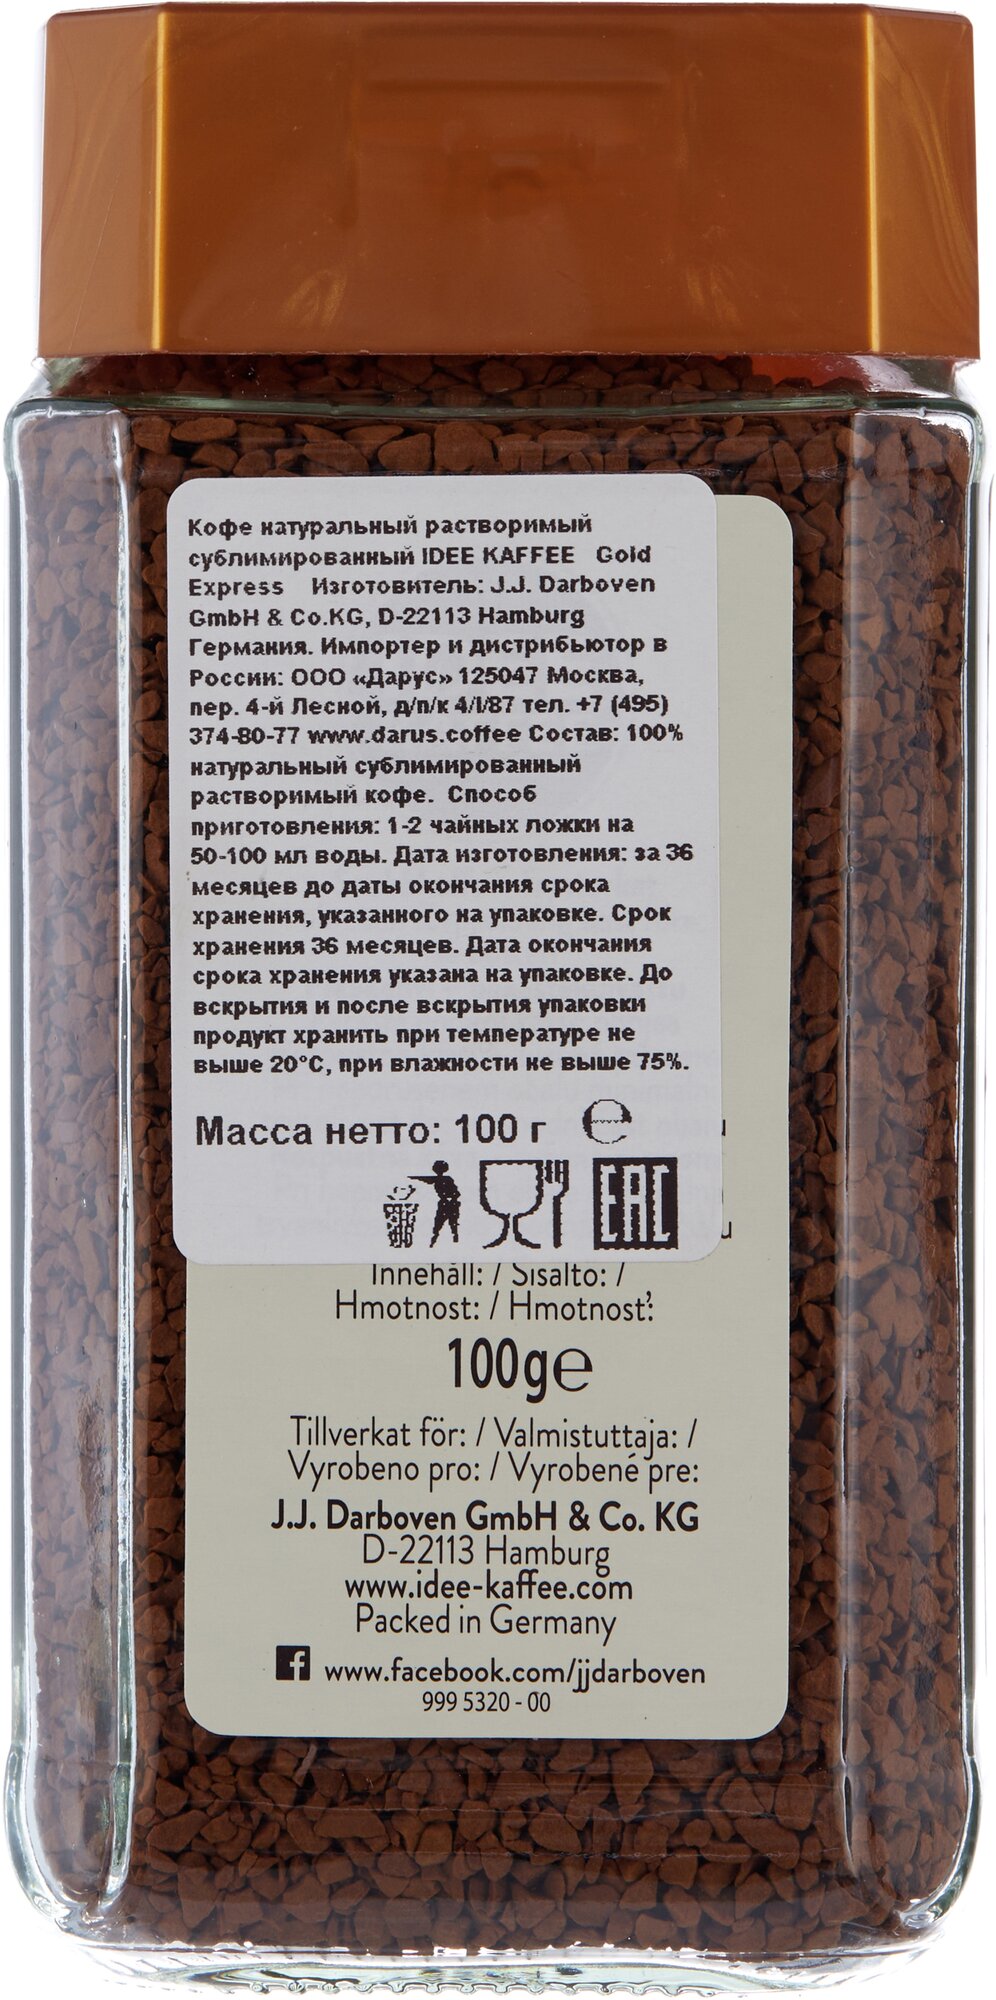 Кофе натуральный растворимый
сублимированный IDEE KAFFEE Gold
Express Изготовитель: J.J. Darboven
GmbH & Co.KG, D-22113 Hamburg
Германия. Импортер и дистрибьютор в
России: ООО «Дарус» 125047 Москва,
пер. 4-й Лесной, д/п/к 4/I/87 тел. +7 (495)
374-80-77 www.darus.coffee Состав: 100%
натуральный сублимированный
растворимый кофе. Способ
приготовления: 1-2 чайных ложки на
50-100 мл воды. Дата изготовления: за 36
месяцев до даты окончания срока
хранения, указанного на упаковке. Срок
хранения 36 месяцев. Дата окончания
срока хранения указана на упаковке. До
вскрытия и после вскрытия упаковки
продукт хранить при температуре не
выше 20°С, при влажности не выше 75%.
Масса нетто: 100 г ℮
EAC
Innehåll: / Sisältö: /
Hmotnost: / Hmotnosť:
100g℮
Tillverkat för: / Valmistuttaja: /
Vyrobeno pro: / Vyrobené pre:
J.J. Darboven GmbH & Co. KG
D-22113 Hamburg
www.idee-kaffee.com
Packed in Germany
f www.facebook.com/jjdarboven
999 5320 - 00